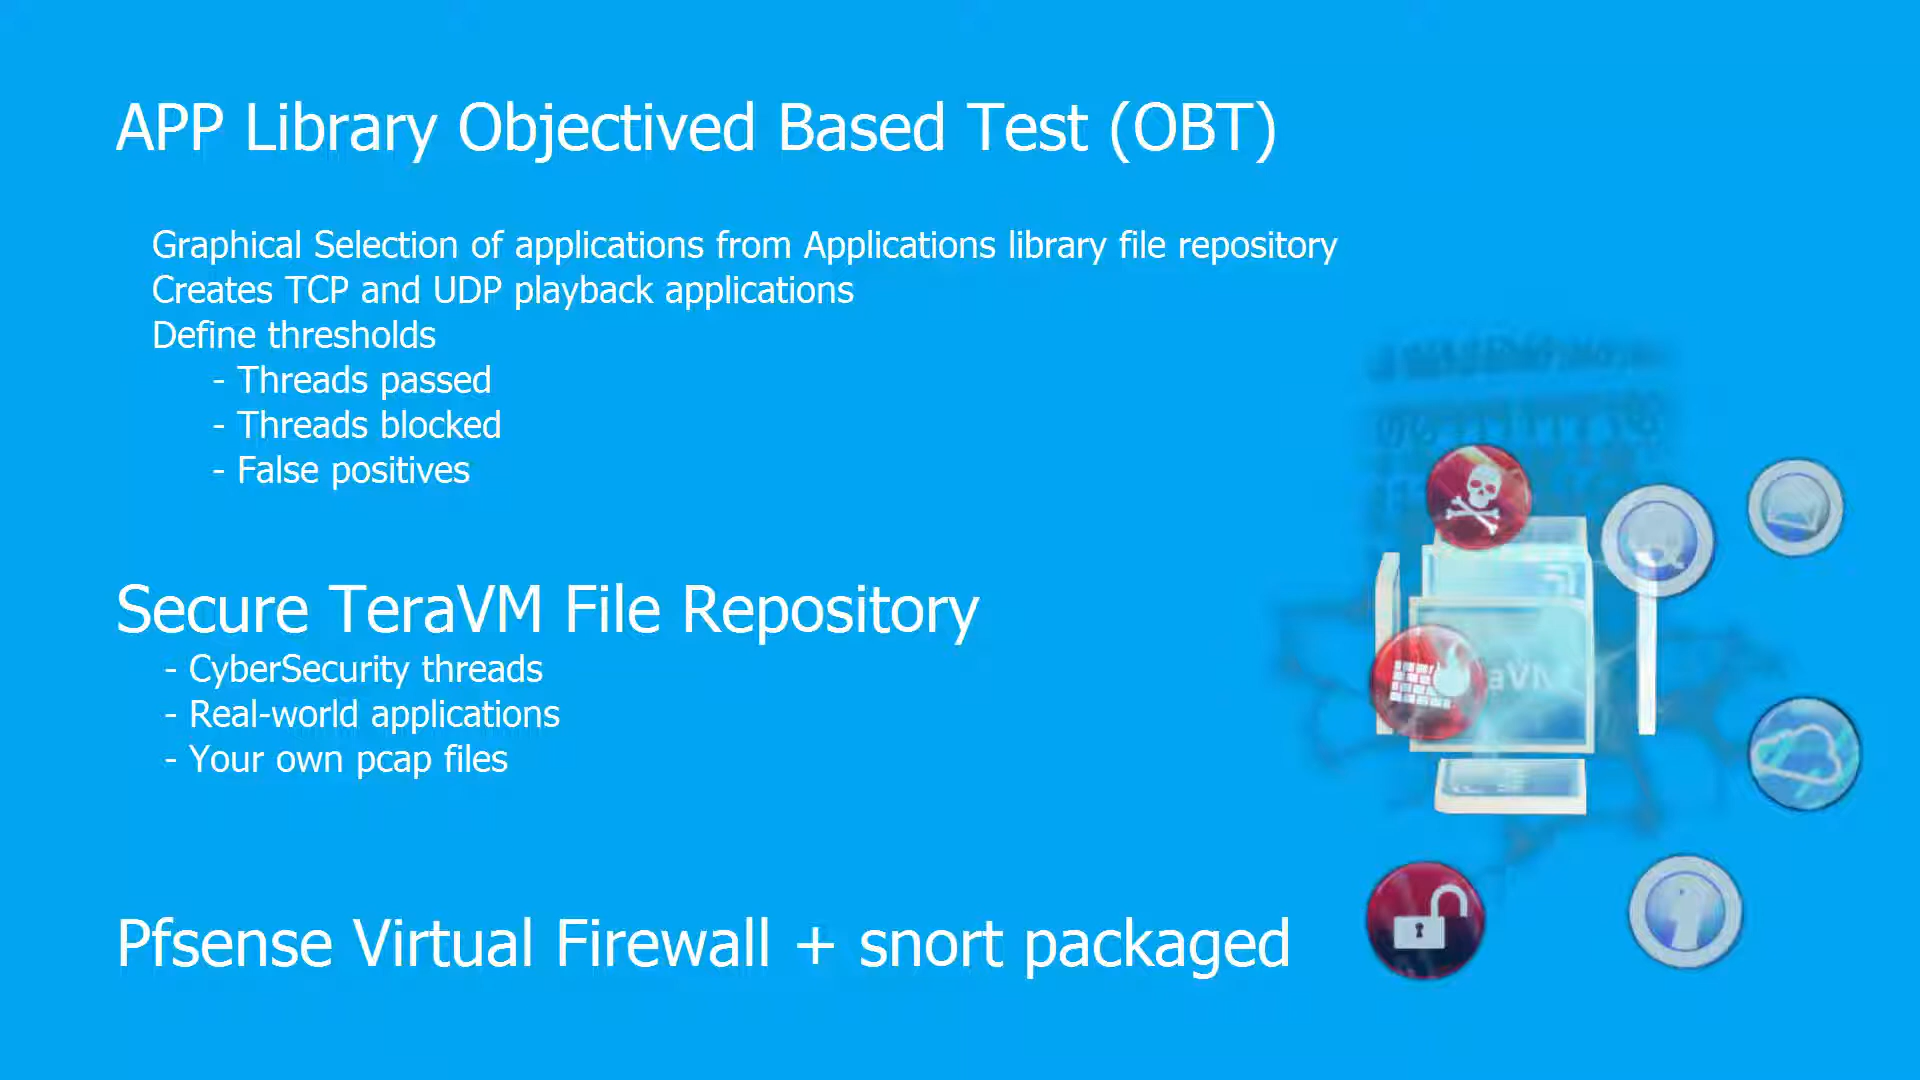 APP Library Objectived Based Test (OBT)
Graphical Selection of applications from Applications library file repository
Creates TCP and UDP playback applications
Define thresholds
- Threads passed
- Threads blocked
- False positives
Secure TeraVM File Repository
- CyberSecurity threads
- Real-world applications
- Your own pcap files
Pfsense Virtual Firewall + snort packaged